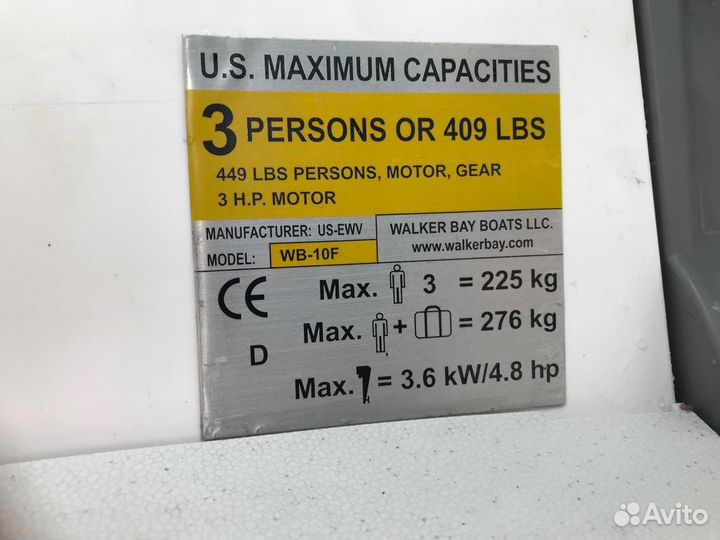 U.S. MAXIMUM CAPACITIES
3 PERSONS OR 409 LBS
449 LBS PERSONS, MOTOR, GEAR
3 H.P. MOTOR
MANUFACTURER: US-EWV
MODEL: WB-10F
WALKER BAY BOATS LLC.
www.walkerbay.com
CE
Max. 3 = 225 kg
Max. + = 276 kg
D
Max. = 3.6 kW/4.8 hp
Avito